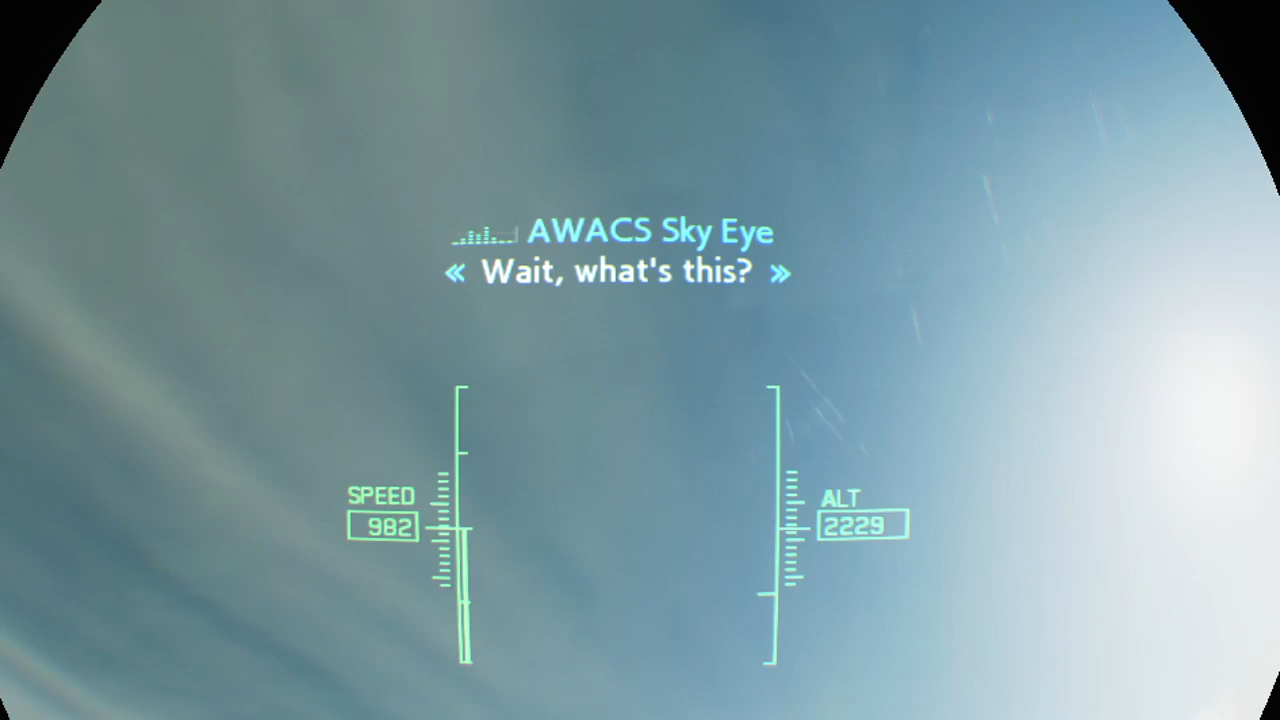 AWACS Sky Eye
« Wait, what's this? »
SPEED
982
ALT
2229